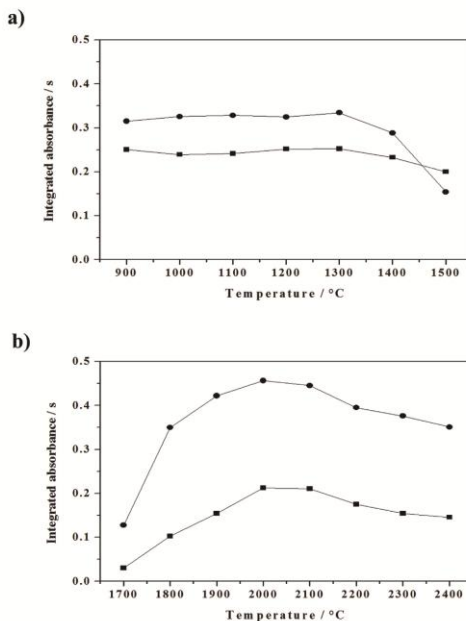 a)
0.5
0.4
0.3
0.2
0.1
0.0
Integrated absorbance / s
900 1000 1100 1200 1300 1400 1500
Temperature / °C
b)
0.5
0.4
0.3
0.2
0.1
0.0
Integrated absorbance / s
1700 1800 1900 2000 2100 2200 2300 2400
Temperature / °C